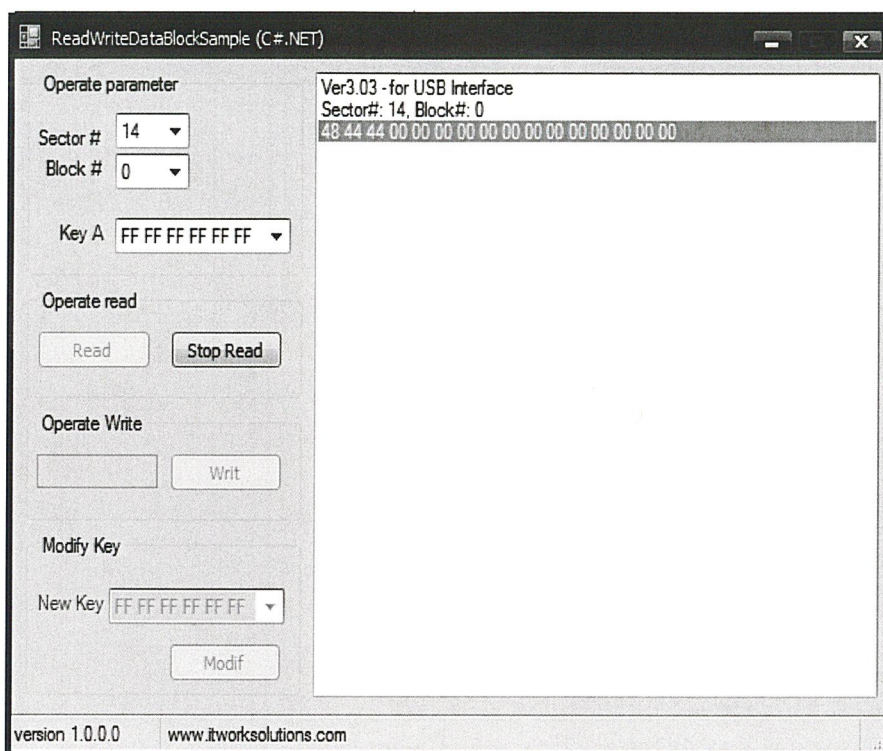 ReadWriteDataBlockSample (C#.NET)
Operate parameter
Sector # 14
Block # 0
Key A FF FF FF FF FF FF
Operate read
Read Stop Read
Operate Write
Writ
Modify Key
New Key FF FF FF FF FF FF
Modif
Ver3.03 - for USB Interface
Sector#: 14, Block#: 0
48 44 44 00 00 00 00 00 00 00 00 00 00 00 00 00
version 1.0.0.0 www.itworksolutions.com